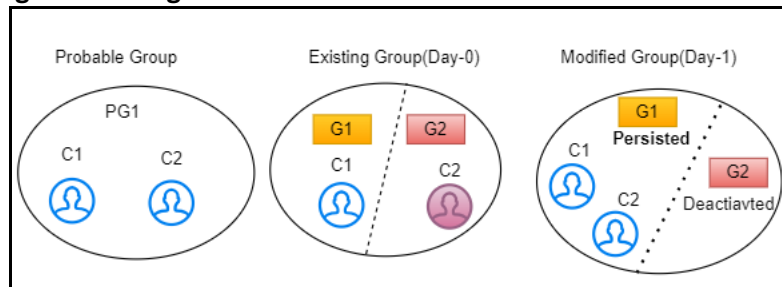 Probable Group
PG1
C1
C2
Existing Group(Day-0)
G1
G2
C1
C2
Modified Group(Day-1)
G1
Persisted
C1
C2
G2
Deactiavted